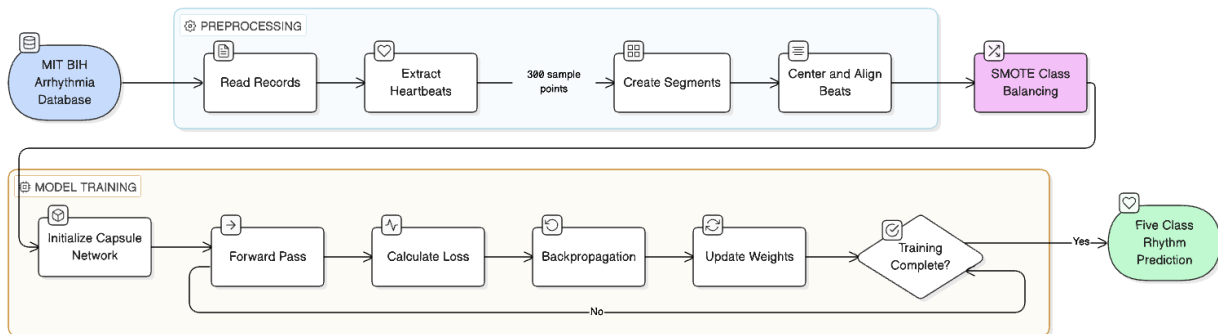 PREPROCESSING
MIT BIH
Arrhythmia
Database
Read Records
Extract
Heartbeats
300 sample
points
Create Segments
Center and Align
Beats
SMOTE Class
Balancing
MODEL TRAINING
Initialize Capsule
Network
Forward Pass
Calculate Loss
Backpropagation
Update Weights
Training
Complete?
Yes
Five Class
Rhythm
Prediction
No